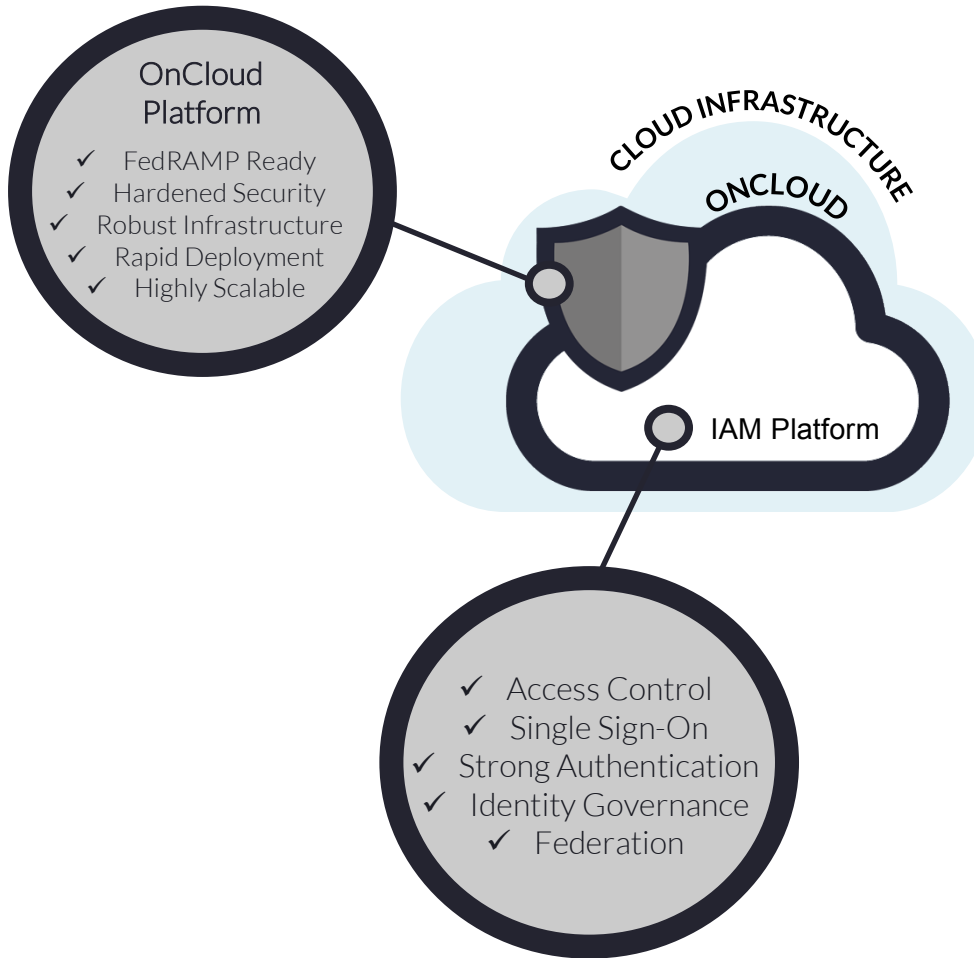 OnCloud
Platform
✓ FedRAMP Ready
✓ Hardened Security
✓ Robust Infrastructure
✓ Rapid Deployment
✓ Highly Scalable
CLOUD INFRASTRUCTURE
ONCLOUD
IAM Platform
✓ Access Control
✓ Single Sign-On
✓ Strong Authentication
✓ Identity Governance
✓ Federation